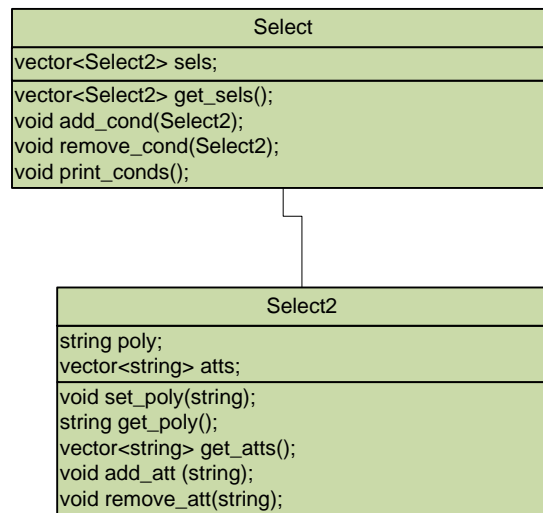 Select
vector<Select2> sels;
vector<Select2> get_sels();
void add_cond(Select2);
void remove_cond(Select2);
void print_conds();
Select2
string poly;
vector<string> atts;
void set_poly(string);
string get_poly();
vector<string> get_atts();
void add_att (string);
void remove_att(string);